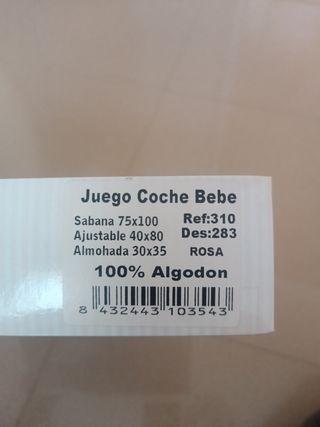 Juego Coche Bebe
Sabana 75x100 Ref:310
Ajustable 40x80 Des:283
Almohada 30x35 ROSA
100% Algodon
8 432443 103543